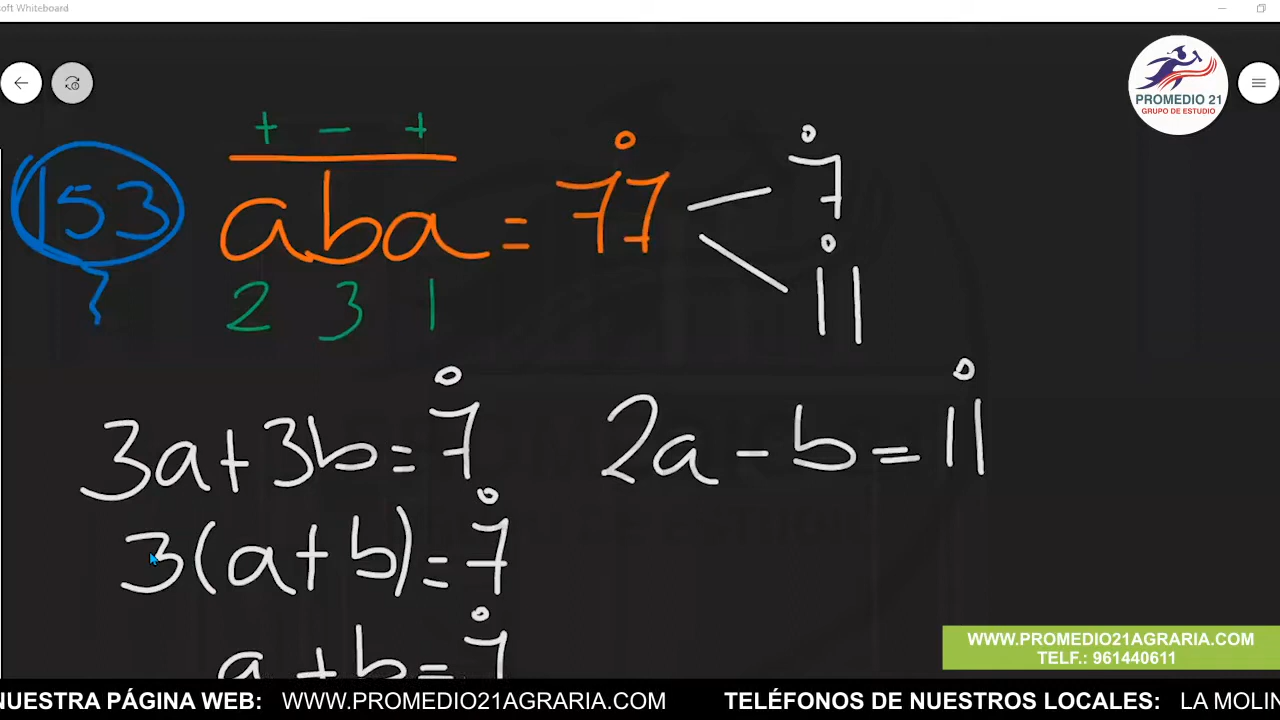 soft Whiteboard
PROMEDIO 21
GRUPO DE ESTUDIO
+ - +
153 aba = 77 < 7
11
2 3 1
3a+3b=7 2a-b=11
3(a+b)=7
a+b=7
WWW.PROMEDIO21AGRARIA.COM
TELF.: 961440611
NUESTRA PÁGINA WEB: WWW.PROMEDIO21AGRARIA.COM TELÉFONOS DE NUESTROS LOCALES: LA MOLIN